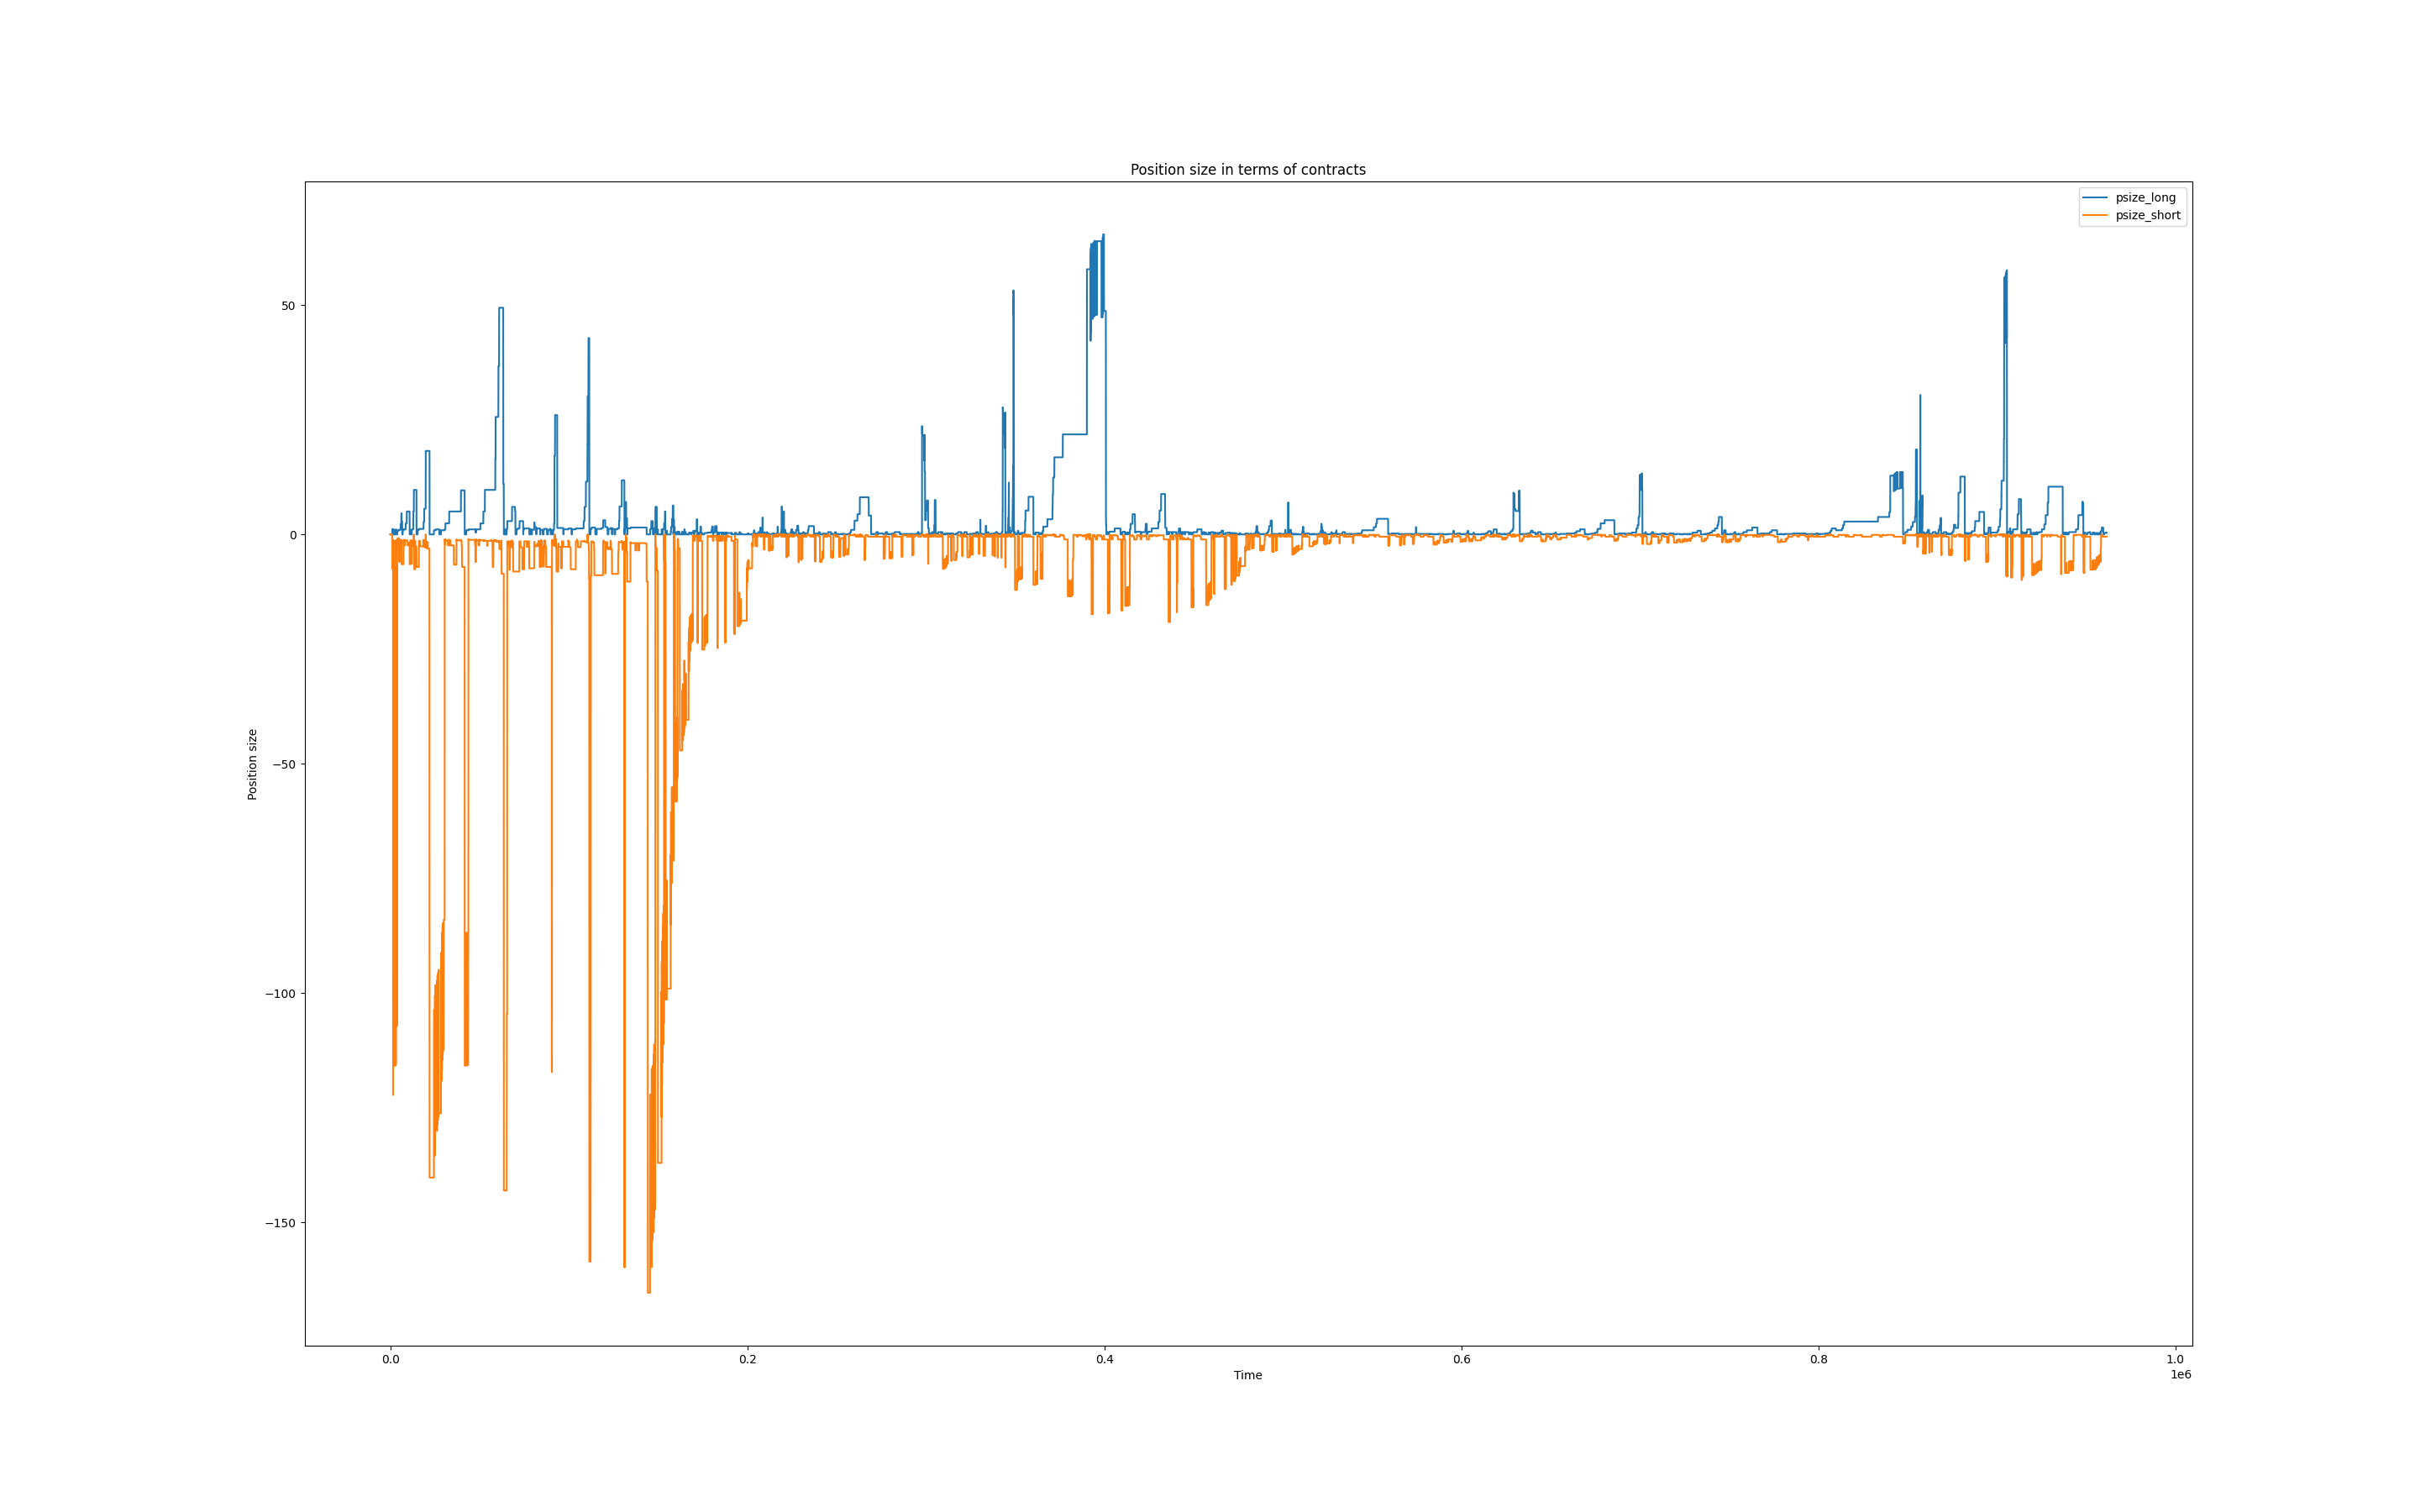 Position size in terms of contracts
psize_long
psize_short
Position size
50
0
−50
−100
−150
0.0
0.2
0.4
0.6
0.8
1.0
1e6
Time